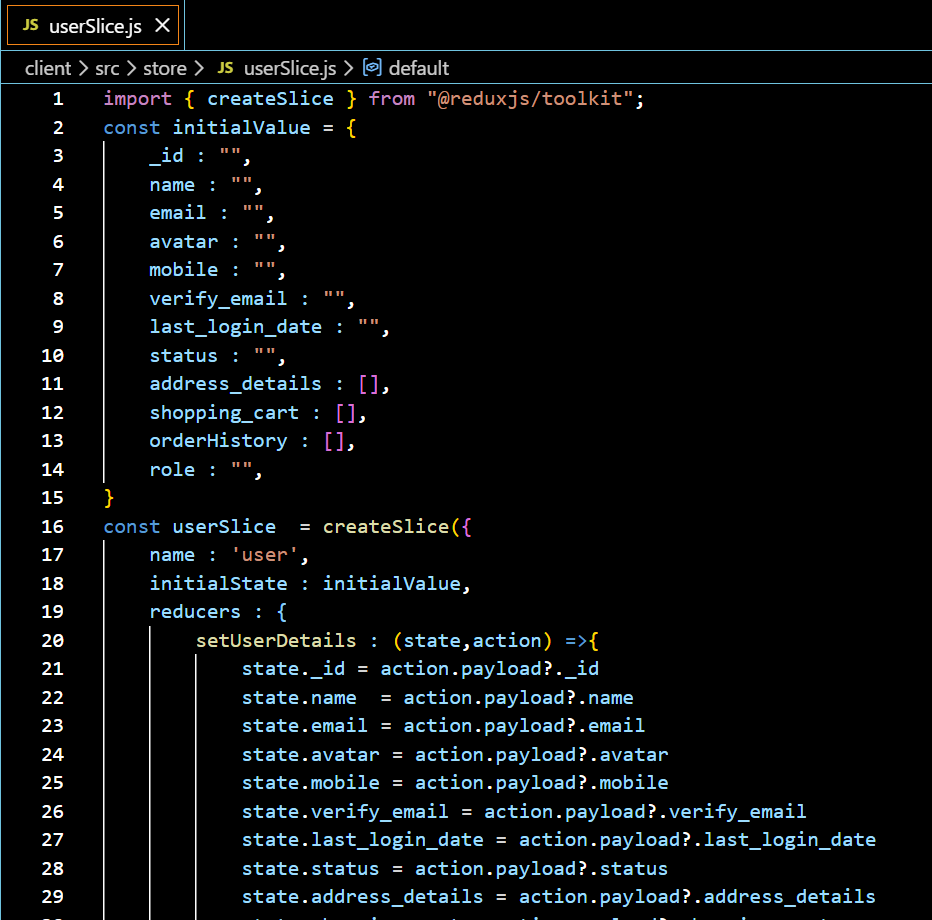 JS userSlice.js ×
client > src > store > JS userSlice.js > default
1 import { createSlice } from "@reduxjs/toolkit";
2 const initialValue = {
3 _id : "",
4 name : "",
5 email : "",
6 avatar : "",
7 mobile : "",
8 verify_email : "",
9 last_login_date : "",
10 status : "",
11 address_details : [],
12 shopping_cart : [],
13 orderHistory : [],
14 role : "",
15 }
16 const userSlice  = createSlice({
17 name : 'user',
18 initialState : initialValue,
19 reducers : {
20 setUserDetails : (state,action) =>{
21 state._id = action.payload?._id
22 state.name  = action.payload?.name
23 state.email = action.payload?.email
24 state.avatar = action.payload?.avatar
25 state.mobile = action.payload?.mobile
26 state.verify_email = action.payload?.verify_email
27 state.last_login_date = action.payload?.last_login_date
28 state.status = action.payload?.status
29 state.address_details = action.payload?.address_details